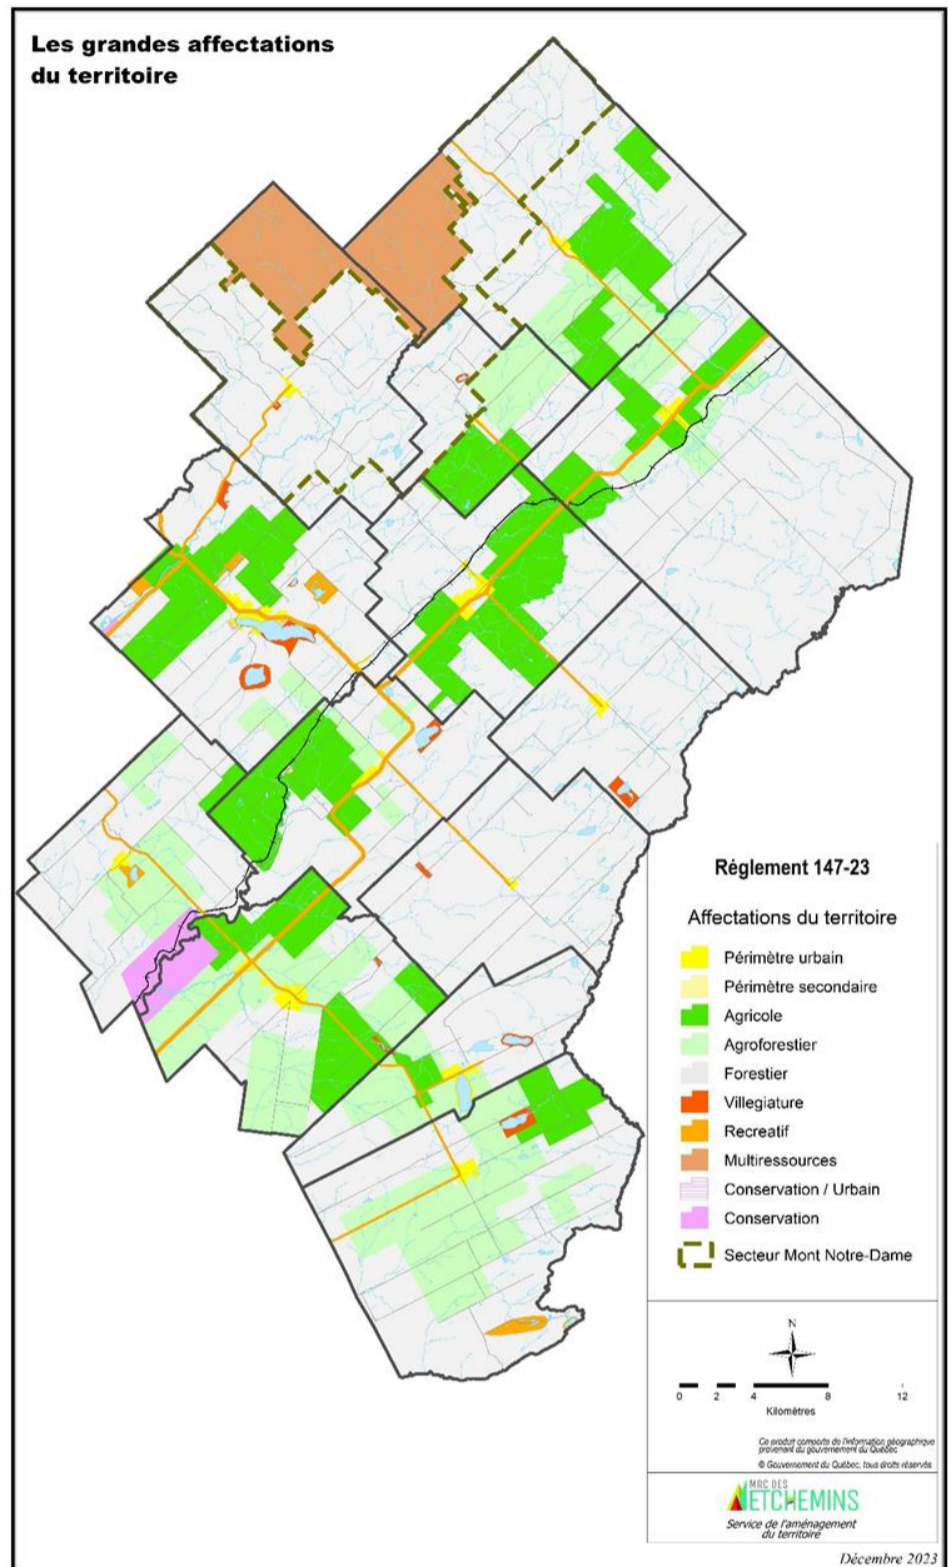 Les grandes affectations
du territoire
Réglement 147-23
Affectations du territoire
Périmètre urbain
Périmètre secondaire
Agricole
Agroforestier
Forestier
Villegiature
Recreatif
Multiressources
Conservation / Urbain
Conservation
Secteur Mont Notre-Dame
N
0 2 4 8 12
Kilomètres
Ce produit comporte de l'information géographique
provenant du gouvernement du Québec
© Gouvernement du Québec, tous droits réservés
MRC DES
ETCHEMINS
Service de l'aménagement
du territoire
Décembre 2023